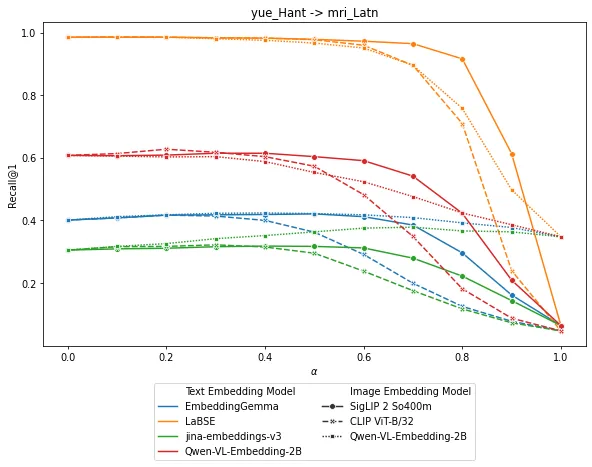 yue_Hant -> mri_Latn
Recall@1
1.0
0.8
0.6
0.4
0.2
0.0 0.2 0.4 0.6 0.8 1.0
α
Text Embedding Model
EmbeddingGemma
LaBSE
jina-embeddings-v3
Qwen-VL-Embedding-2B
Image Embedding Model
SigLIP 2 So400m
CLIP ViT-B/32
Qwen-VL-Embedding-2B